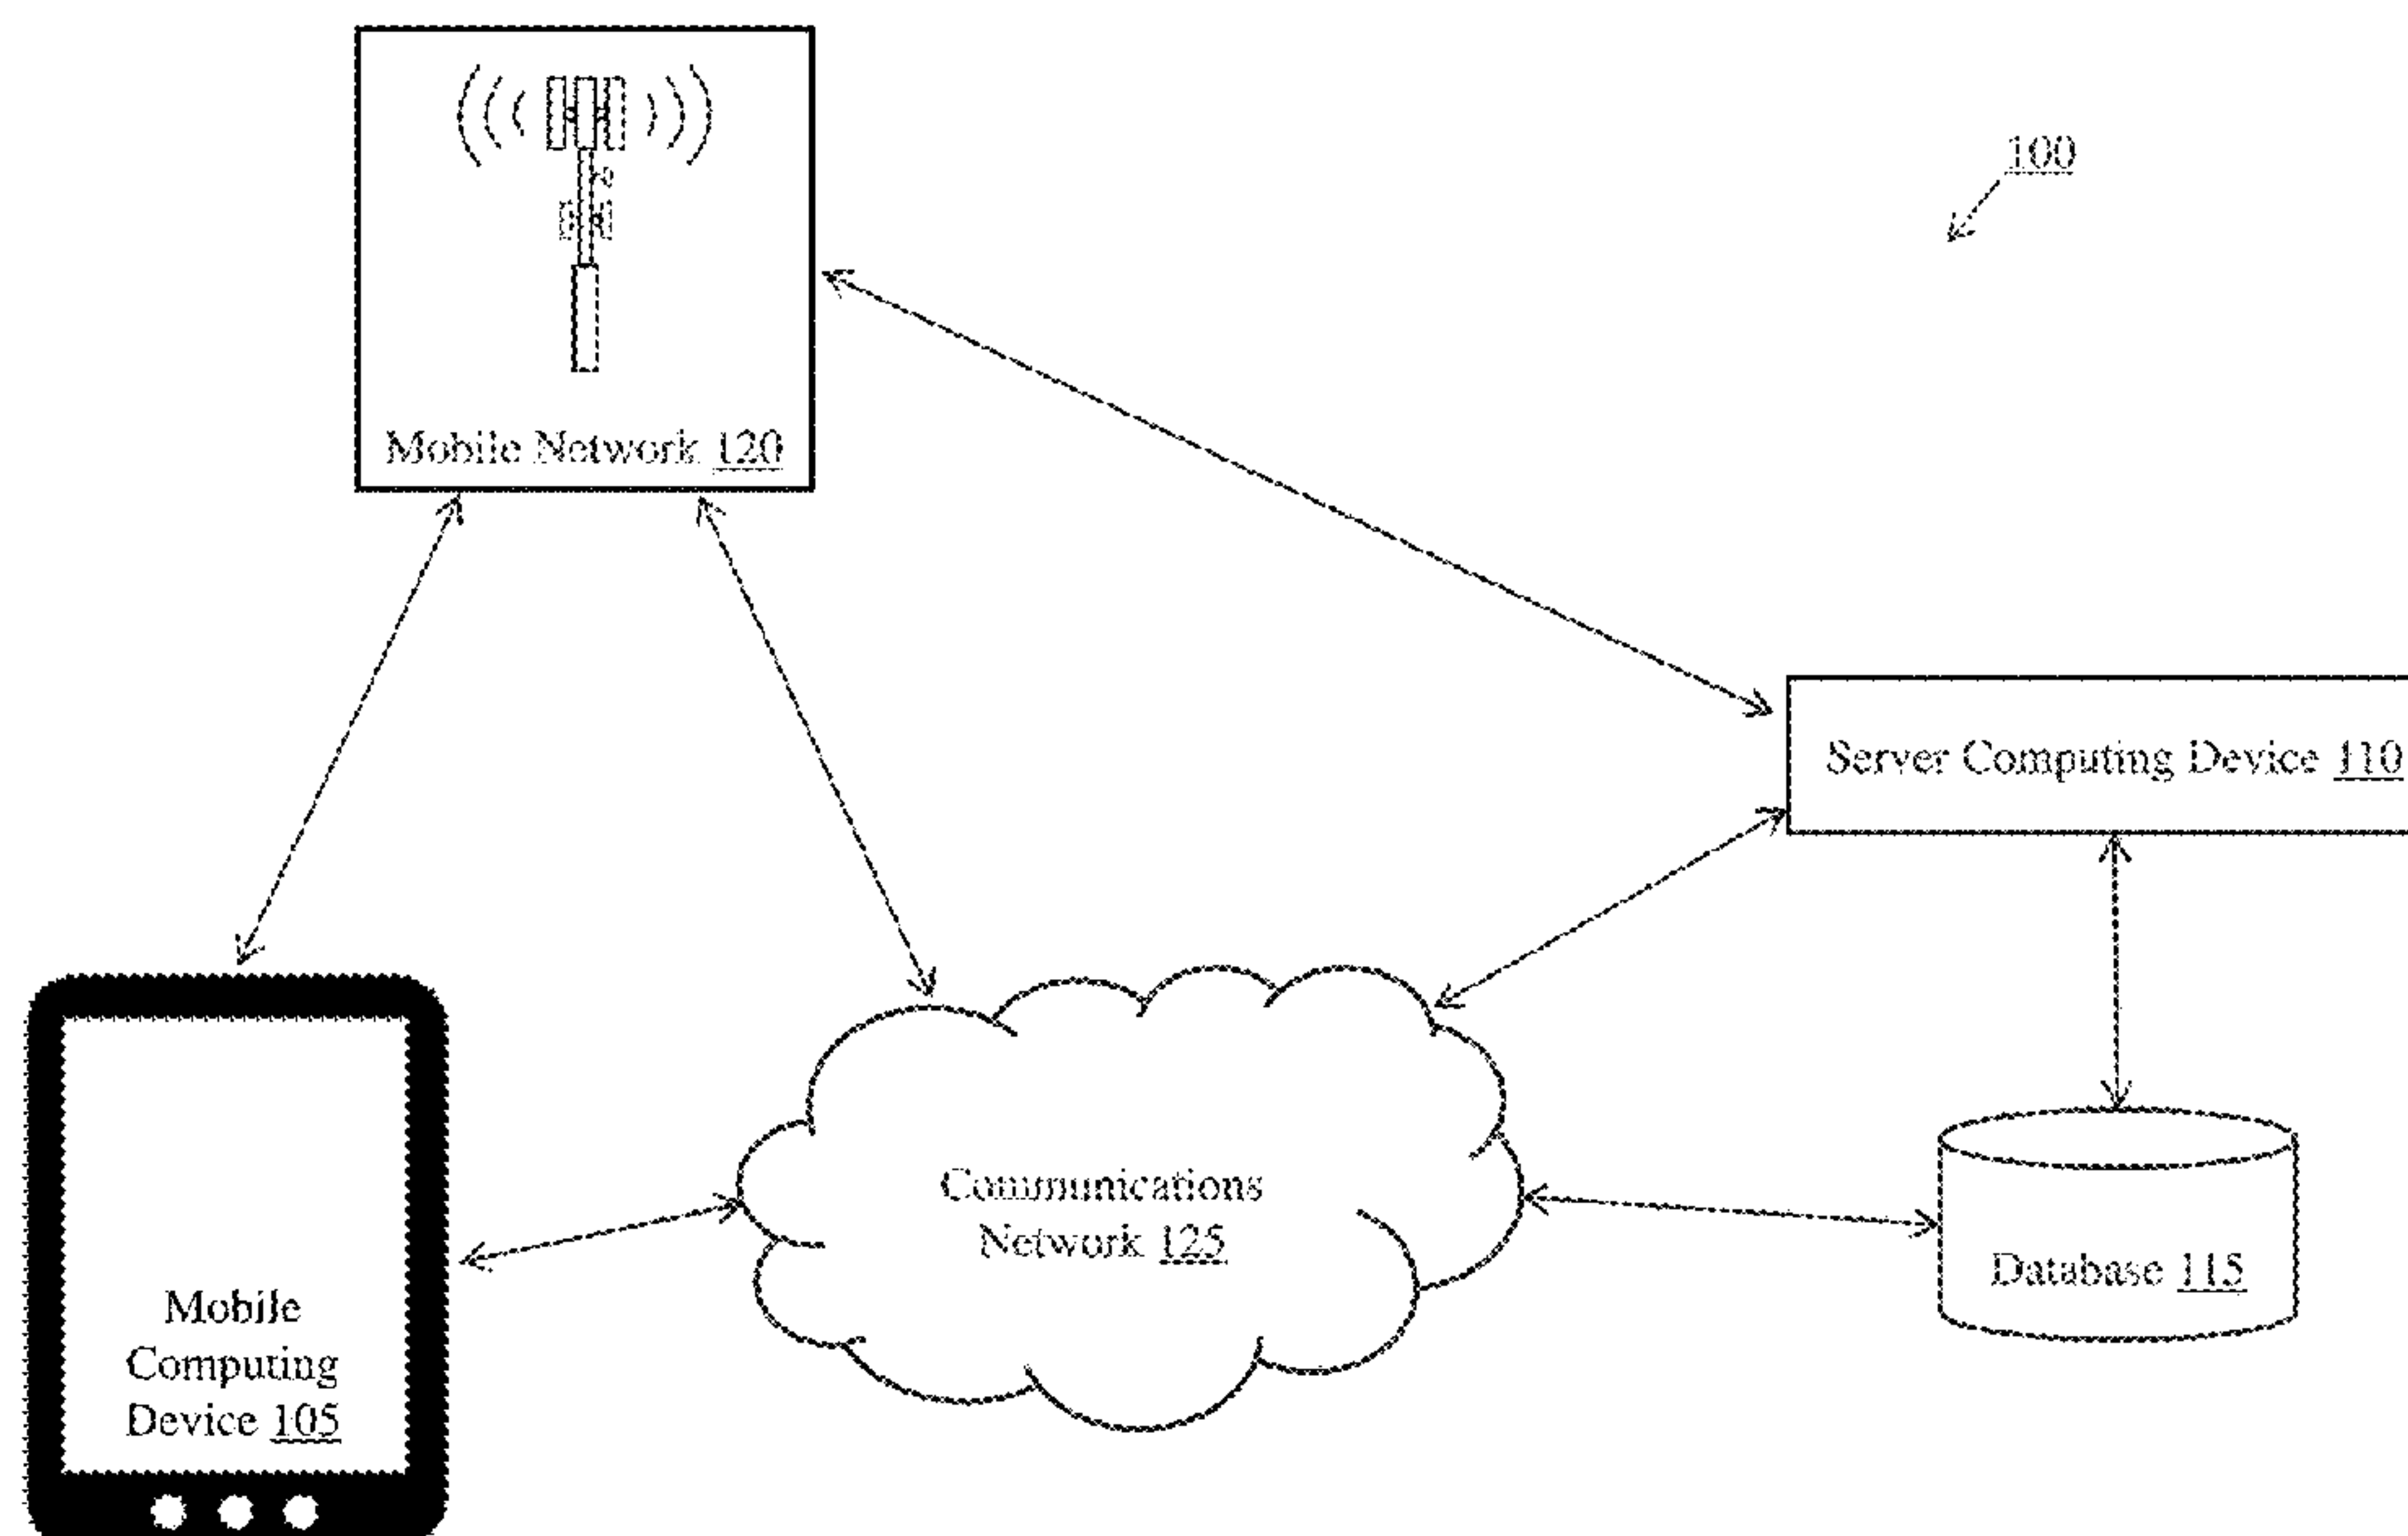 100
Mobile Network 120
Server Computing Device 110
Communications
Network 125
Database 115
Mobile
Computing
Device 105